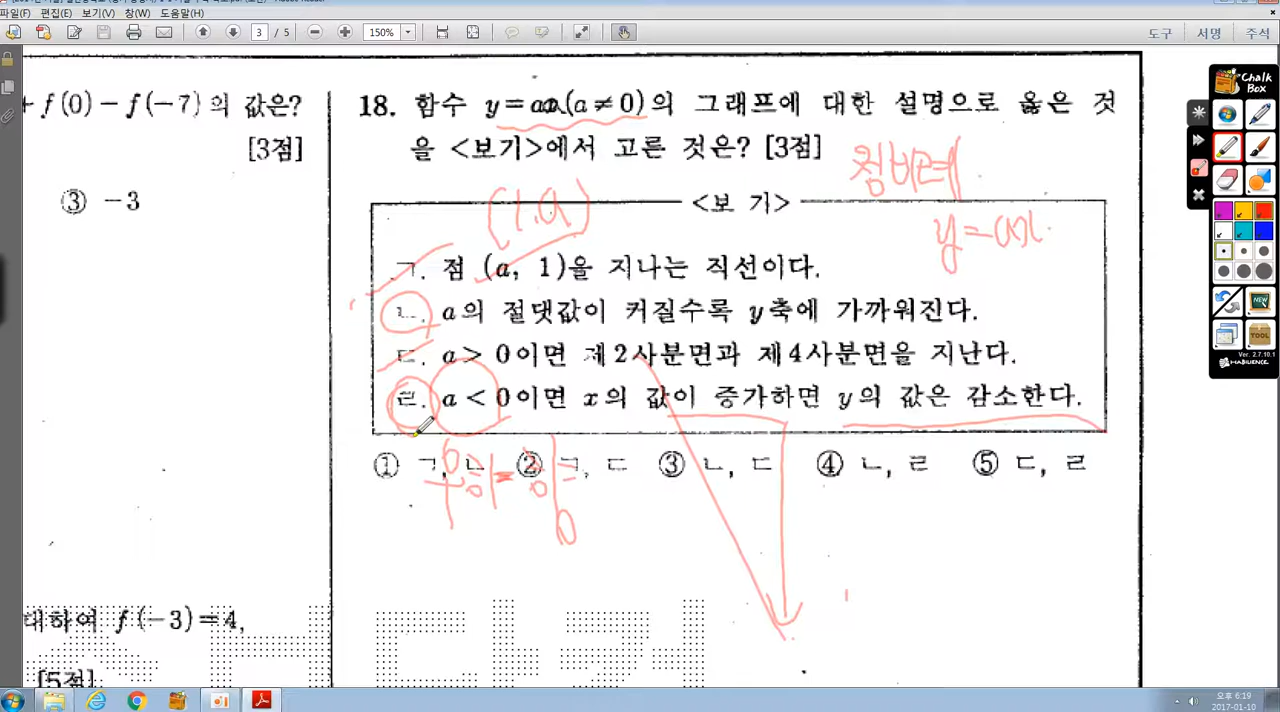 파일(F) 편집(E) 보기(V) 창(W) 도움말(H)
3 / 5 150% 도구 서명 주석
+ f(0) − f(−7) 의 값은?
[3점]
③ −3
18. 함수 y = ax(a ≠ 0)의 그래프에 대한 설명으로 옳은 것
을 <보기>에서 고른 것은? [3점]
정비례
y = ax
<보 기>
(1, a)
ㄱ. 점 (a, 1)을 지나는 직선이다.
ㄴ. a의 절댓값이 커질수록 y축에 가까워진다.
ㄷ. a > 0이면 제2사분면과 제4사분면을 지난다.
ㄹ. a < 0이면 x의 값이 증가하면 y의 값은 감소한다.
① ㄱ, ㄴ ② ㄱ, ㄷ ③ ㄴ, ㄷ ④ ㄴ, ㄹ ⑤ ㄷ, ㄹ
대하여 f(−3) = 4,
[5점]
Chalk Box
NEW
TOOL
Ver. 2.7.10.1
오후 6:19
2017-01-10